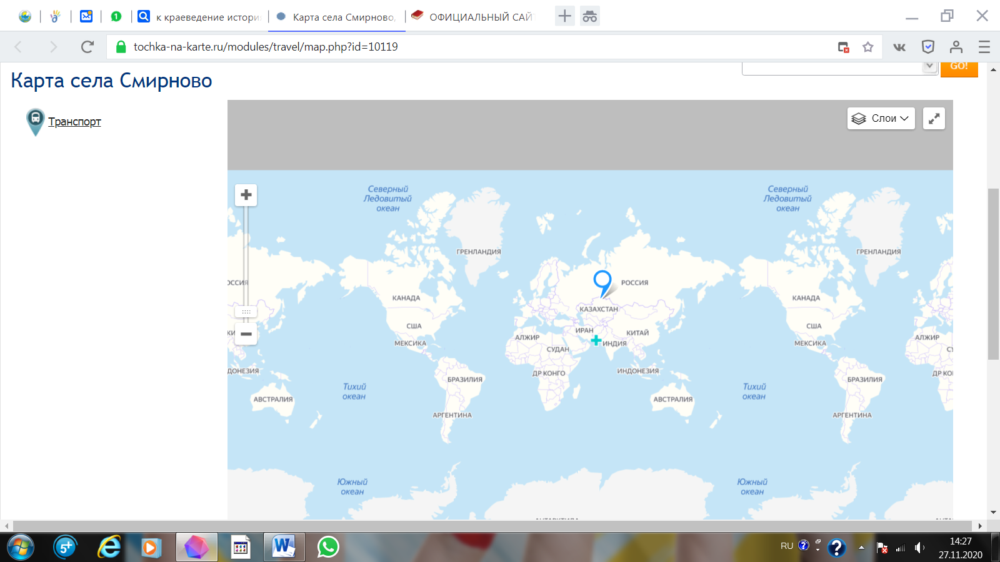 1
к краеведение истори
Карта села Смирново,
ОФИЦИАЛЬНЫЙ САЙ
tochka-na-karte.ru/modules/travel/map.php?id=10119
GO!
Карта села Смирново
Транспорт
Слои
Северный
Ледовитый
океан
Северный
Ледовитый
океан
ГРЕНЛАНДИЯ
ГРЕНЛАНДИЯ
ОССИЯ
КАНАДА
РОССИЯ
КАНАДА
КАЗАХСТАН
США
ИРАН
КИТАЙ
США
КИ
МЕКСИКА
АЛЖИР
СУДАН
ИНДИЯ
МЕКСИКА
АЛЖИР
СУ
ДОНЕЗИЯ
БРАЗИЛИЯ
ДР КОНГО
ИНДОНЕЗИЯ
БРАЗИЛИЯ
ДР КО
АВСТРАЛИЯ
Тихий
океан
АВСТРАЛИЯ
Тихий
океан
АРГЕНТИНА
АРГЕНТИНА
Южный
океан
Южный
океан
5+
W
RU
14:27
27.11.2020